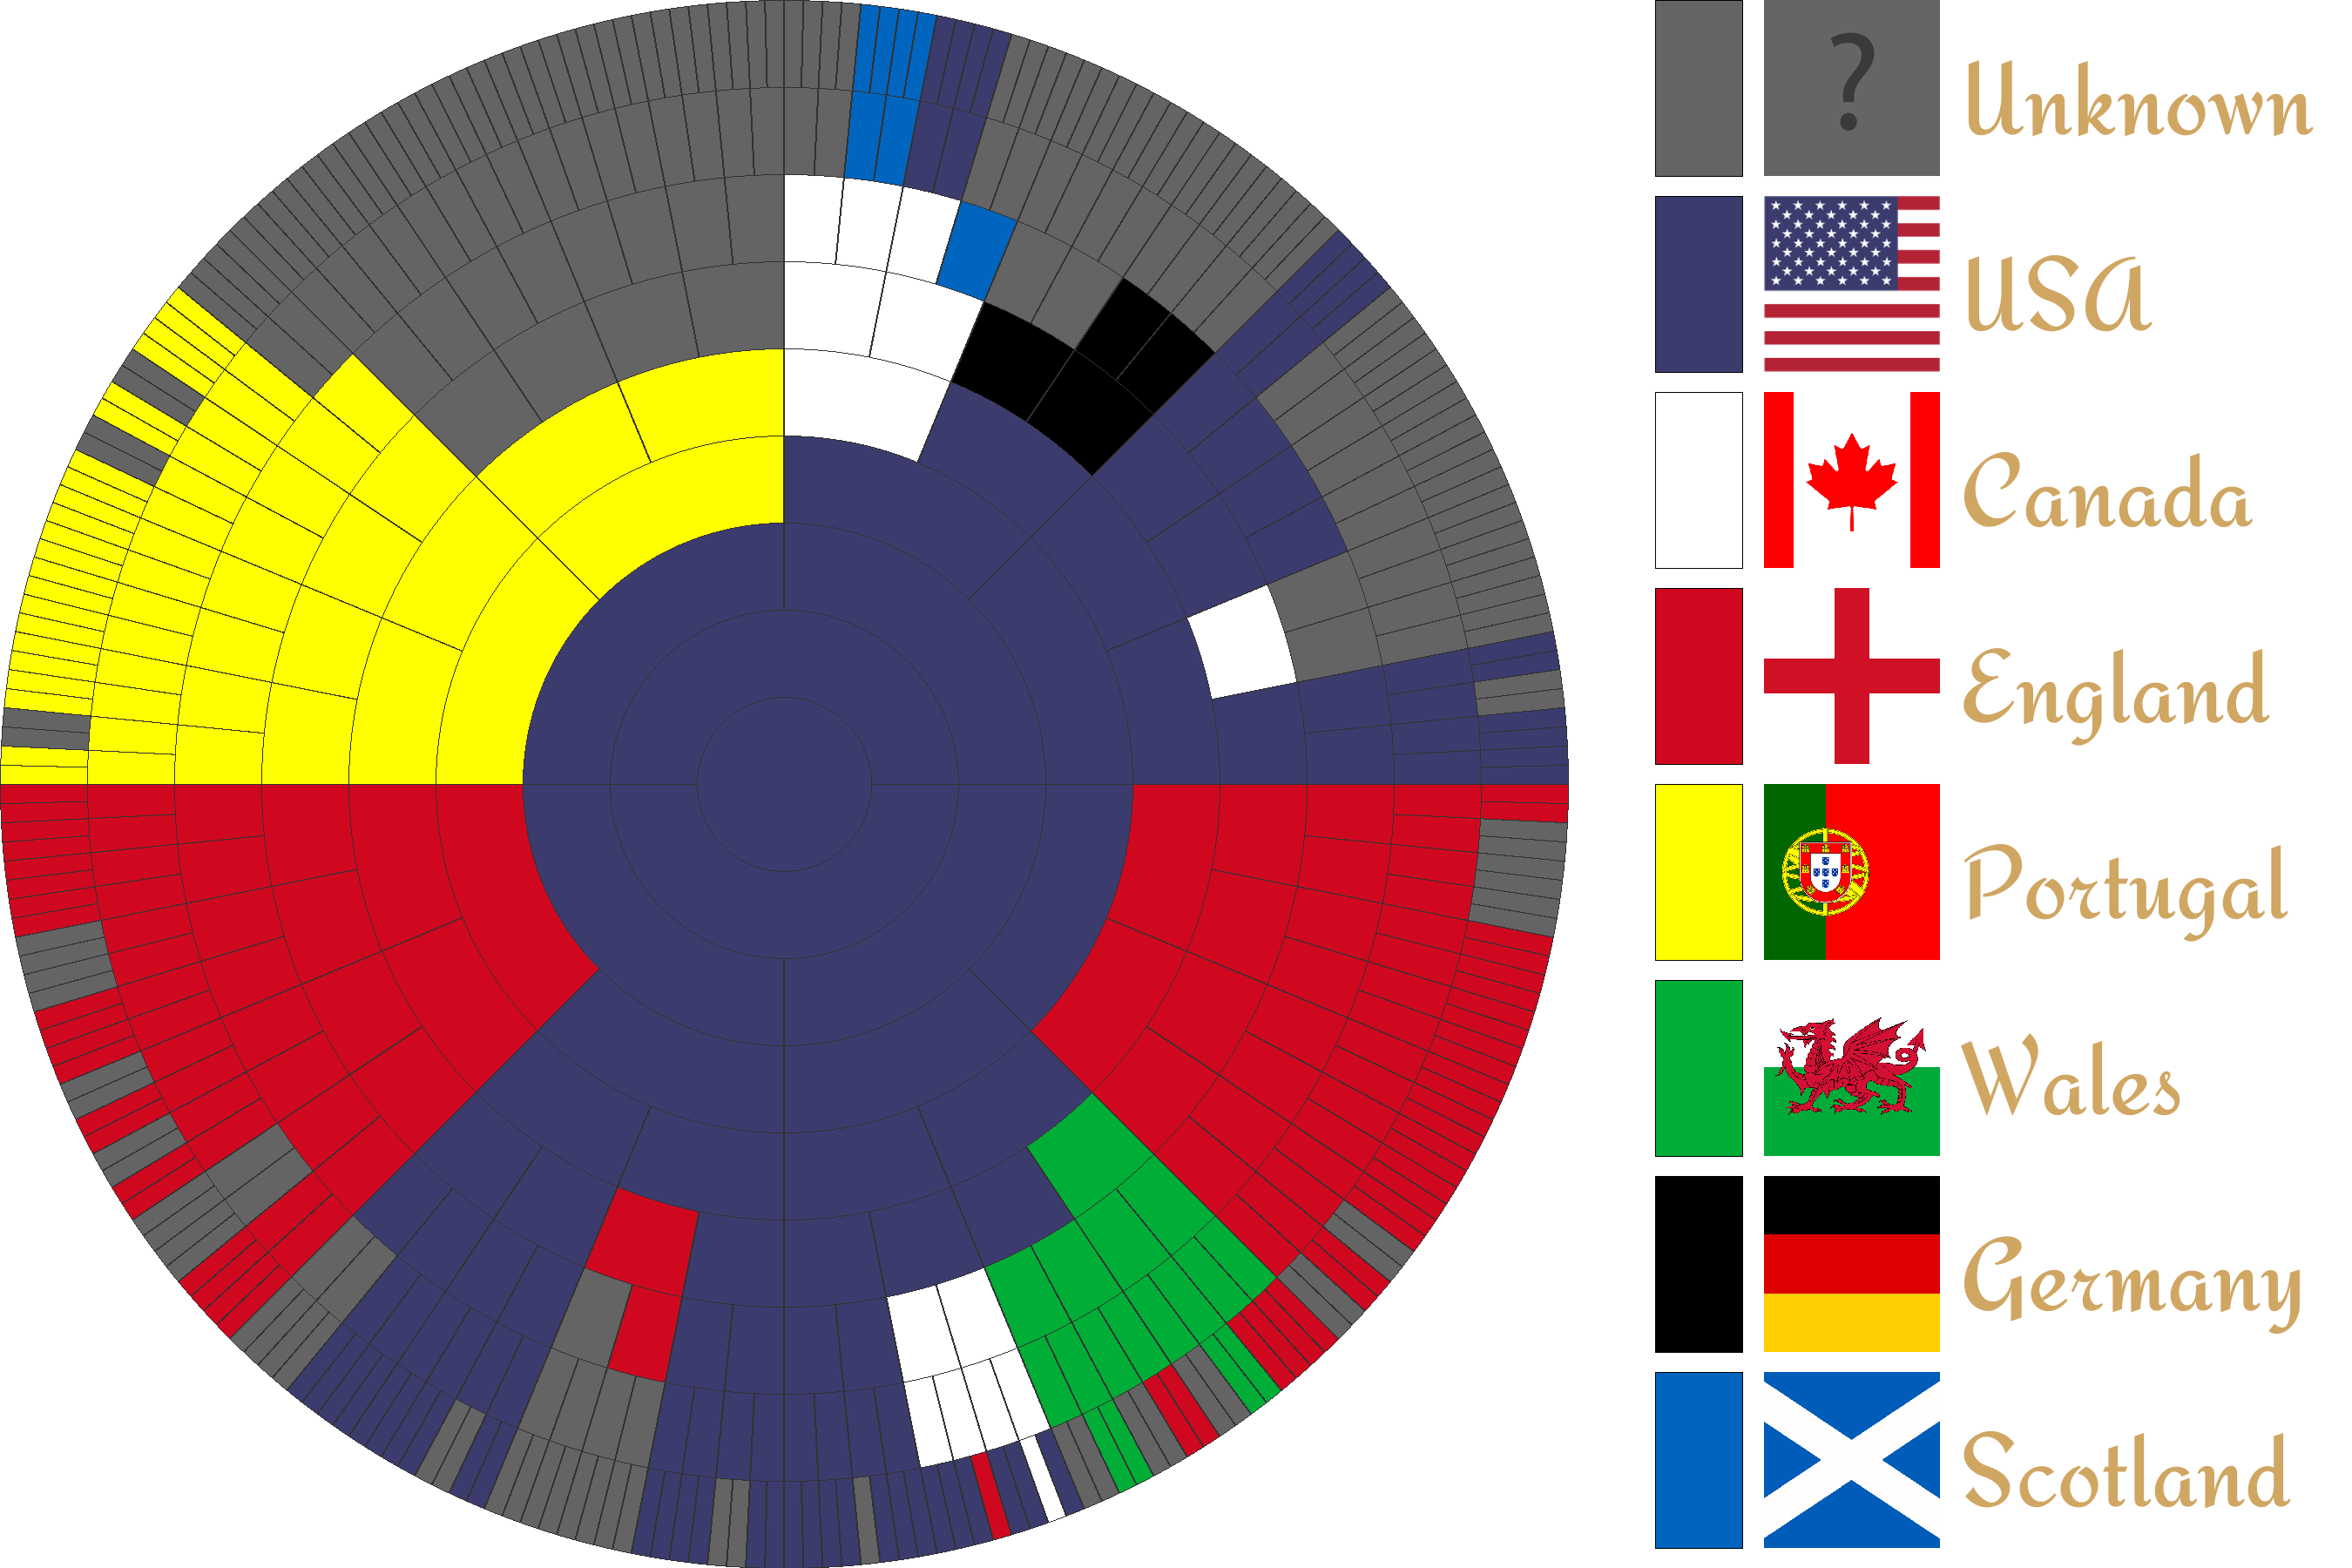 ?
Unknown
USA
Canada
England
Portugal
Wales
Germany
Scotland